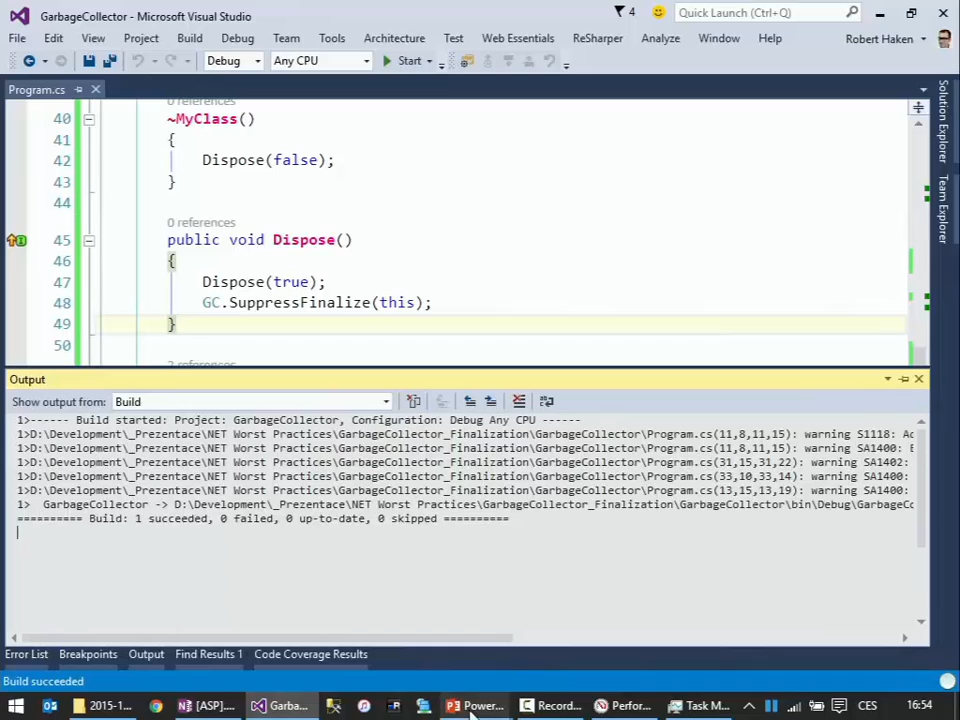 GarbageCollector - Microsoft Visual Studio
4
Quick Launch (Ctrl+Q)
File Edit View Project Build Debug Team Tools Architecture Test Web Essentials ReSharper Analyze Window Help Robert Haken
Debug Any CPU Start
Program.cs
Solution Explorer
Team Explorer
0 references
40 ~MyClass()
41 {
42 Dispose(false);
43 }
44
0 references
45 public void Dispose()
46 {
47 Dispose(true);
48 GC.SuppressFinalize(this);
49 }
50
Output
Show output from: Build
1>------ Build started: Project: GarbageCollector, Configuration: Debug Any CPU ------
1>D:\Development\_Prezentace\NET Worst Practices\GarbageCollector_Finalization\GarbageCollector\Program.cs(11,8,11,15): warning S1118:
1>D:\Development\_Prezentace\NET Worst Practices\GarbageCollector_Finalization\GarbageCollector\Program.cs(11,8,11,15): warning SA1400:
1>D:\Development\_Prezentace\NET Worst Practices\GarbageCollector_Finalization\GarbageCollector\Program.cs(31,15,31,22): warning SA1402:
1>D:\Development\_Prezentace\NET Worst Practices\GarbageCollector_Finalization\GarbageCollector\Program.cs(33,10,33,14): warning SA1400:
1>D:\Development\_Prezentace\NET Worst Practices\GarbageCollector_Finalization\GarbageCollector\Program.cs(13,15,13,19): warning SA1400:
1> GarbageCollector -> D:\Development\_Prezentace\NET Worst Practices\GarbageCollector_Finalization\GarbageCollector\bin\Debug\GarbageC
========== Build: 1 succeeded, 0 failed, 0 up-to-date, 0 skipped ==========
Error List Breakpoints Output Find Results 1 Code Coverage Results
Build succeeded
2015-1... [ASP].... Garba... Power... Record... Perfor... Task M... CES 16:54